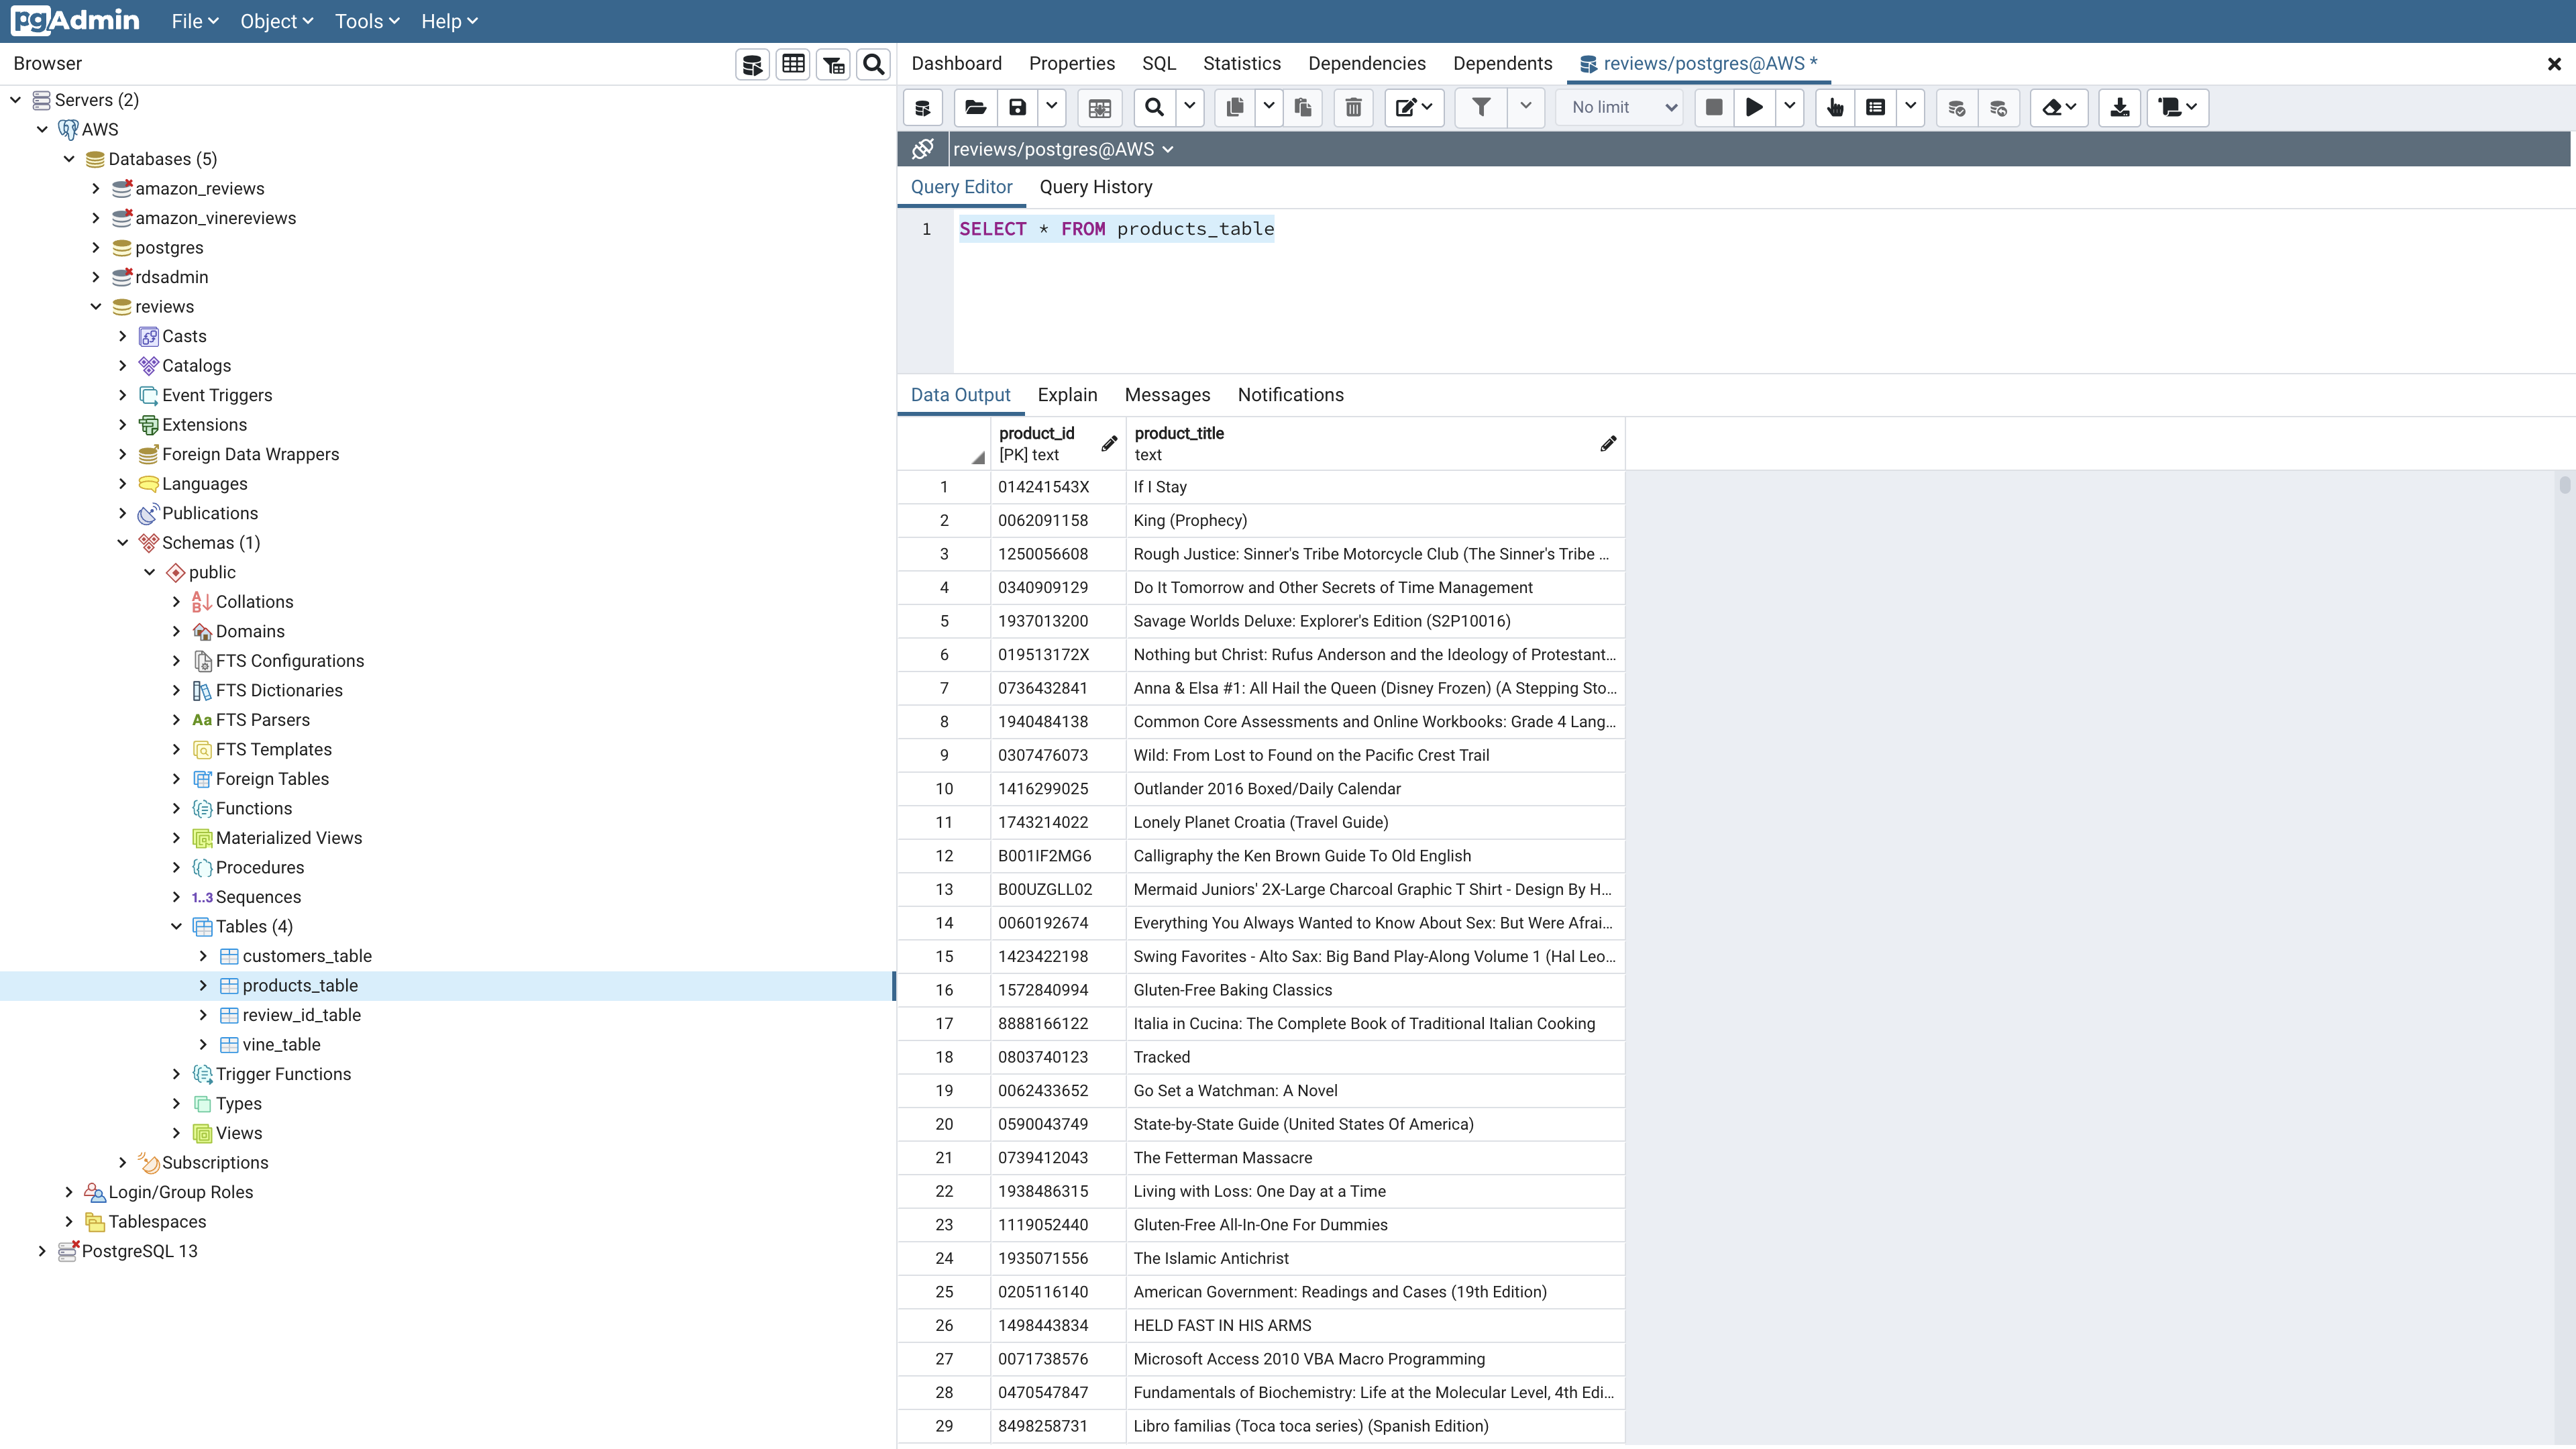 pgAdmin File Object Tools Help
Browser
Dashboard Properties SQL Statistics Dependencies Dependents reviews/postgres@AWS *
Servers (2)
AWS
Databases (5)
amazon_reviews
amazon_vinereviews
postgres
rdsadmin
reviews
Casts
Catalogs
Event Triggers
Extensions
Foreign Data Wrappers
Languages
Publications
Schemas (1)
public
Collations
Domains
FTS Configurations
FTS Dictionaries
Aa FTS Parsers
FTS Templates
Foreign Tables
Functions
Materialized Views
Procedures
1..3 Sequences
Tables (4)
customers_table
products_table
review_id_table
vine_table
Trigger Functions
Types
Views
Subscriptions
Login/Group Roles
Tablespaces
PostgreSQL 13
No limit
reviews/postgres@AWS
Query Editor Query History
1 SELECT * FROM products_table
Data Output Explain Messages Notifications
product_id product_title
[PK] text text
1 014241543X If I Stay
2 0062091158 King (Prophecy)
3 1250056608 Rough Justice: Sinner's Tribe Motorcycle Club (The Sinner's Tribe ...
4 0340909129 Do It Tomorrow and Other Secrets of Time Management
5 1937013200 Savage Worlds Deluxe: Explorer's Edition (S2P10016)
6 019513172X Nothing but Christ: Rufus Anderson and the Ideology of Protestant...
7 0736432841 Anna & Elsa #1: All Hail the Queen (Disney Frozen) (A Stepping Sto...
8 1940484138 Common Core Assessments and Online Workbooks: Grade 4 Lang...
9 0307476073 Wild: From Lost to Found on the Pacific Crest Trail
10 1416299025 Outlander 2016 Boxed/Daily Calendar
11 1743214022 Lonely Planet Croatia (Travel Guide)
12 B001IF2MG6 Calligraphy the Ken Brown Guide To Old English
13 B00UZGLL02 Mermaid Juniors' 2X-Large Charcoal Graphic T Shirt - Design By H...
14 0060192674 Everything You Always Wanted to Know About Sex: But Were Afrai...
15 1423422198 Swing Favorites - Alto Sax: Big Band Play-Along Volume 1 (Hal Leo...
16 1572840994 Gluten-Free Baking Classics
17 8888166122 Italia in Cucina: The Complete Book of Traditional Italian Cooking
18 0803740123 Tracked
19 0062433652 Go Set a Watchman: A Novel
20 0590043749 State-by-State Guide (United States Of America)
21 0739412043 The Fetterman Massacre
22 1938486315 Living with Loss: One Day at a Time
23 1119052440 Gluten-Free All-In-One For Dummies
24 1935071556 The Islamic Antichrist
25 0205116140 American Government: Readings and Cases (19th Edition)
26 1498443834 HELD FAST IN HIS ARMS
27 0071738576 Microsoft Access 2010 VBA Macro Programming
28 0470547847 Fundamentals of Biochemistry: Life at the Molecular Level, 4th Edi...
29 8498258731 Libro familias (Toca toca series) (Spanish Edition)